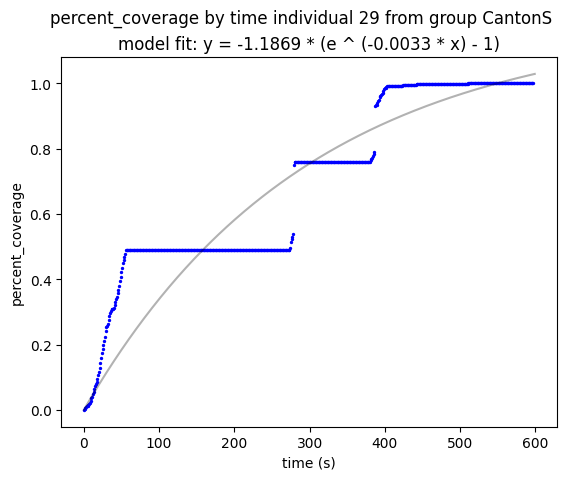 percent_coverage by time individual 29 from group CantonS
model fit: y = -1.1869 * (e ^ (-0.0033 * x) - 1)
1.0
0.8
0.6
0.4
0.2
0.0
percent_coverage
0 100 200 300 400 500 600
time (s)